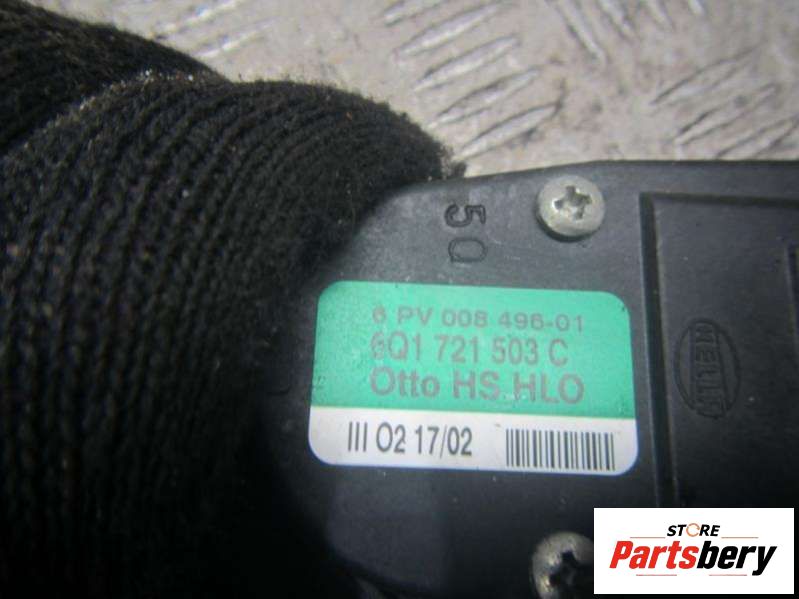 50
6 PV 008 496-01
6Q1 721 503 C
Otto HS.HLO
III O2 17/02
HELLA
STORE
Partsbery